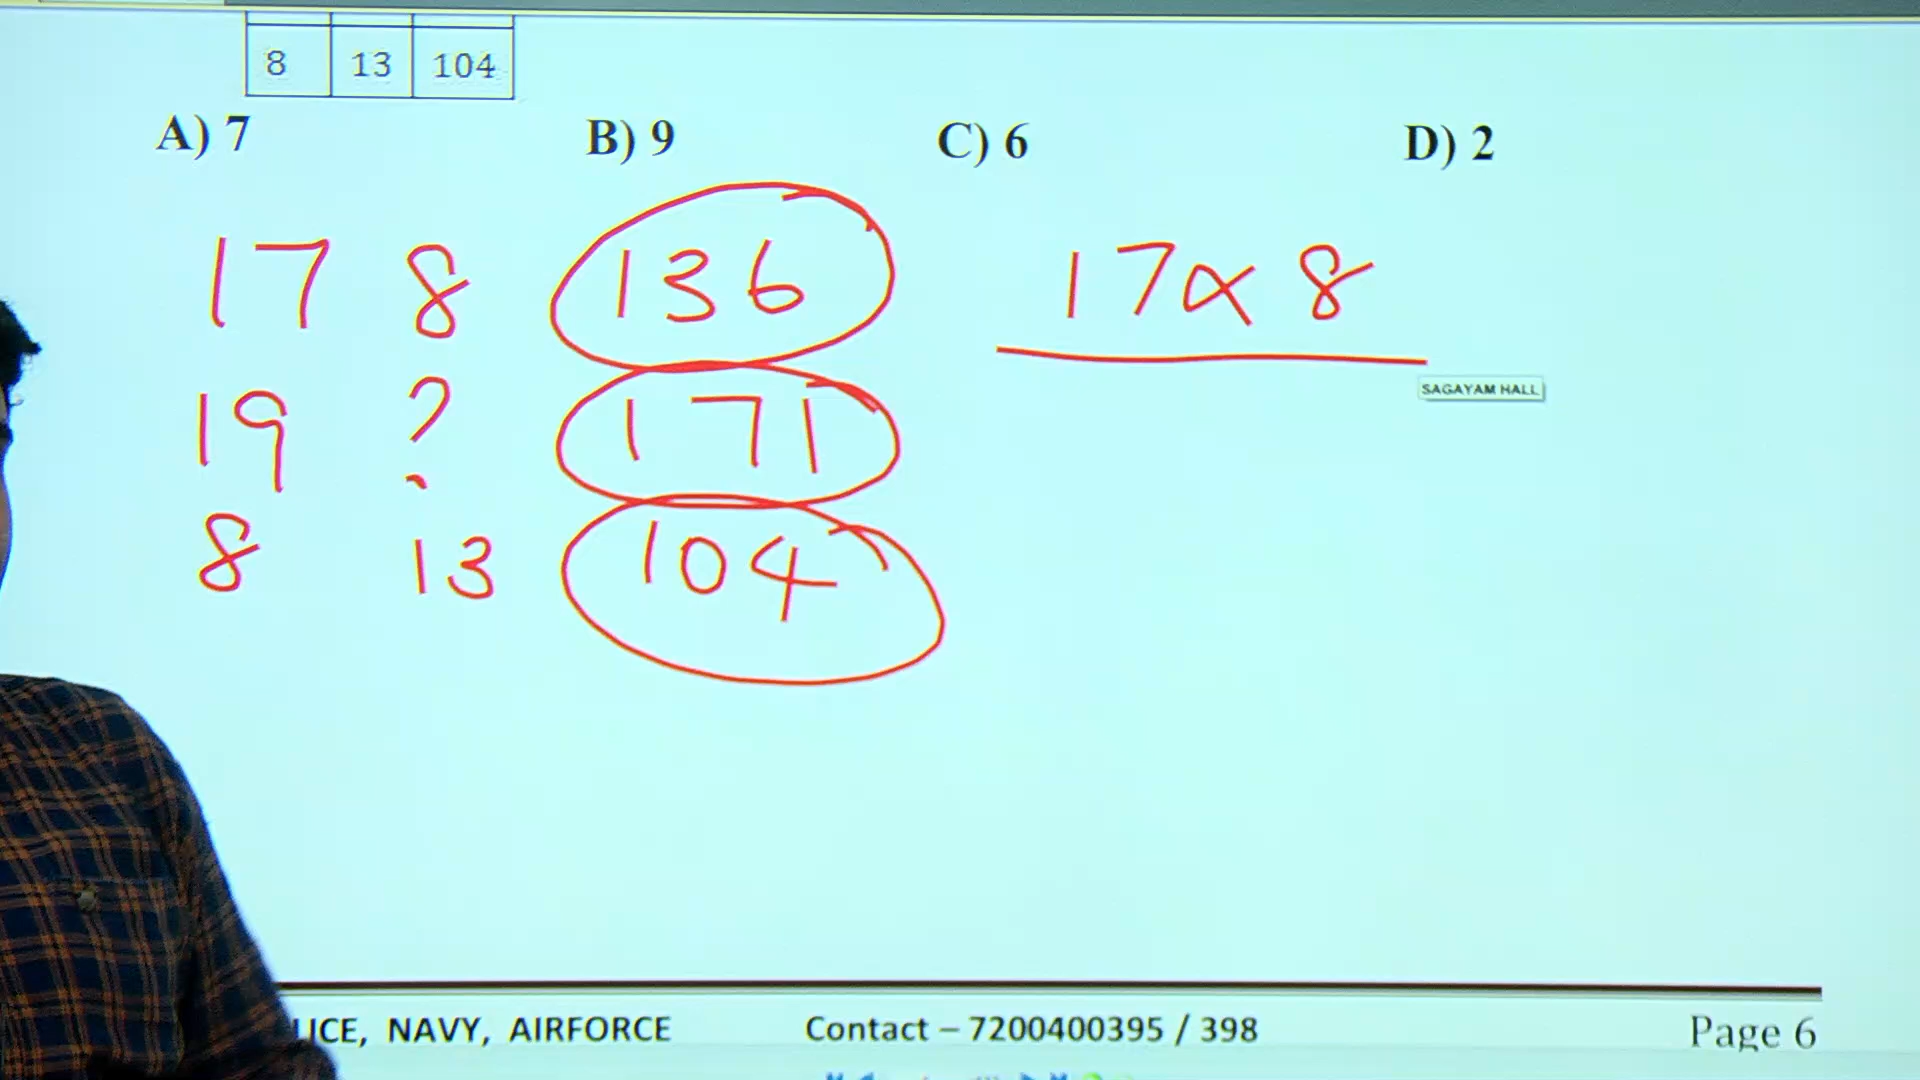 8 13 104
A) 7 B) 9 C) 6 D) 2
17 8 136 17 × 8
SAGAYAM HALL
19 ? 171
8 13 104
NAVY, AIRFORCE Contact – 7200400395 / 398 Page 6